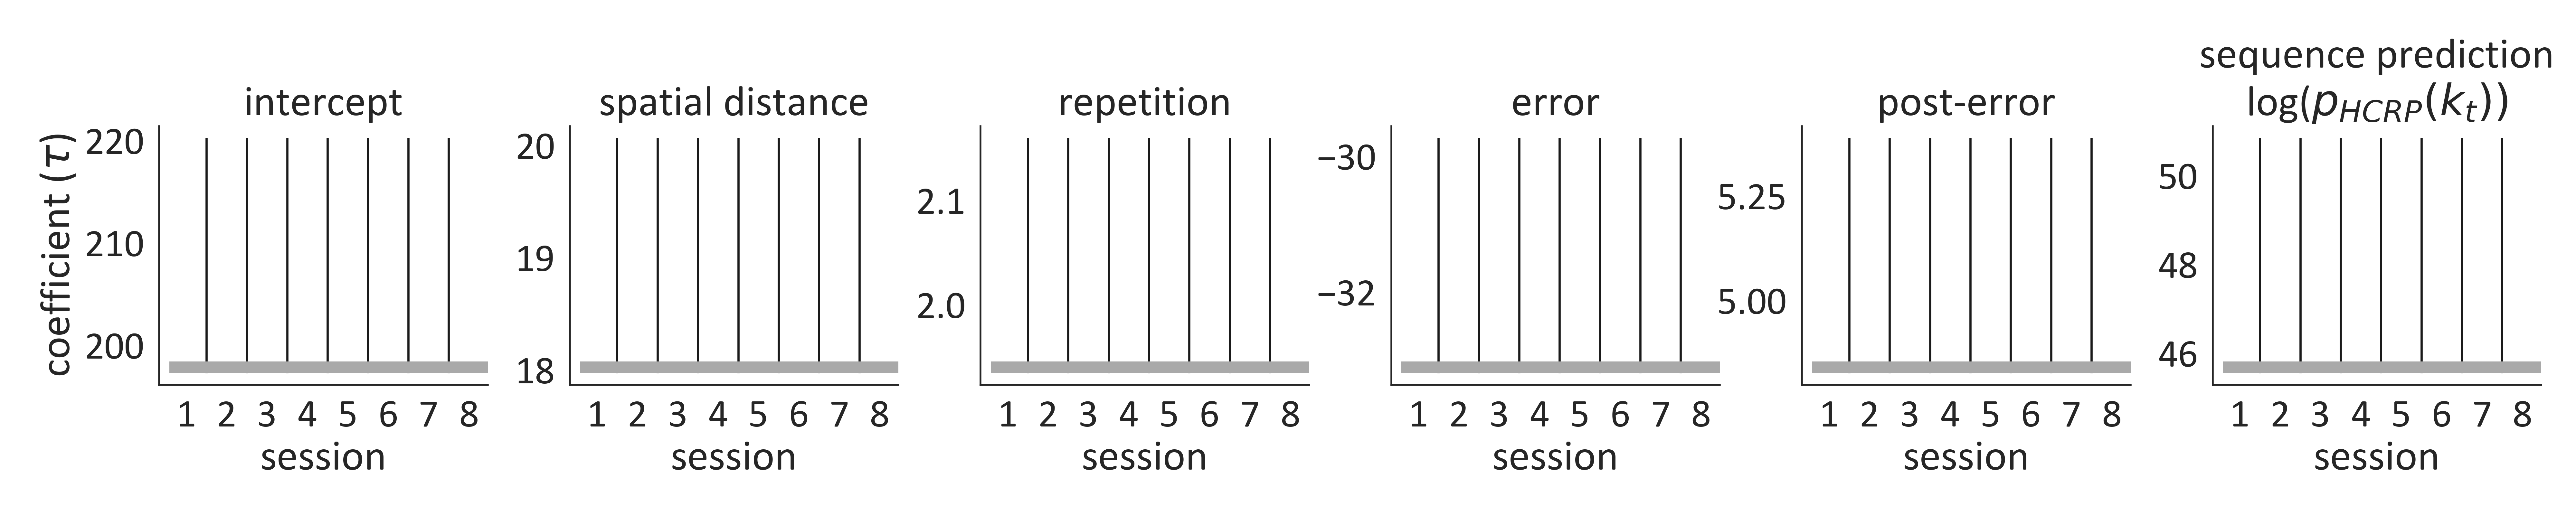 sequence prediction
intercept spatial distance repetition error post-error log(p_HCRP(k_t))
coefficient (τ)
220
210
200
1 2 3 4 5 6 7 8
session
20
19
18
1 2 3 4 5 6 7 8
session
2.1
2.0
1 2 3 4 5 6 7 8
session
−30
−32
1 2 3 4 5 6 7 8
session
5.25
5.00
1 2 3 4 5 6 7 8
session
50
48
46
1 2 3 4 5 6 7 8
session